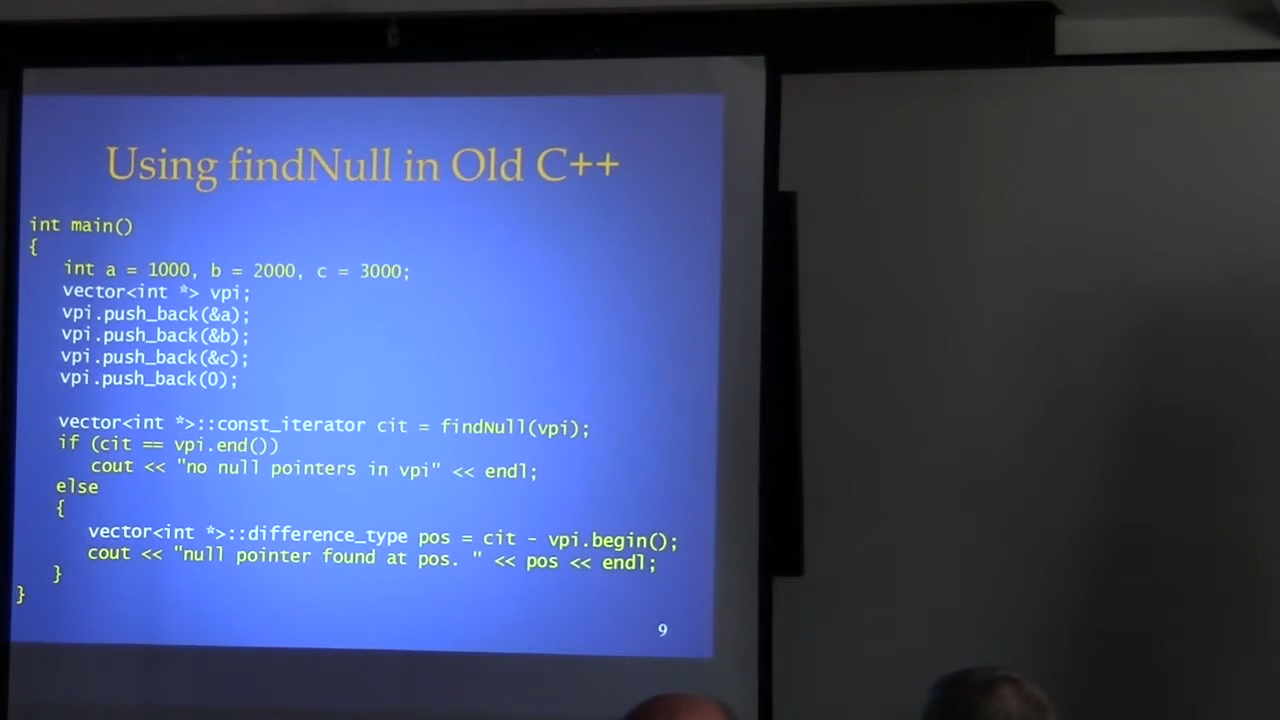 Using findNull in Old C++
int main()
{
int a = 1000, b = 2000, c = 3000;
vector<int *> vpi;
vpi.push_back(&a);
vpi.push_back(&b);
vpi.push_back(&c);
vpi.push_back(0);
vector<int *>::const_iterator cit = findNull(vpi);
if (cit == vpi.end())
cout << "no null pointers in vpi" << endl;
else
{
vector<int *>::difference_type pos = cit - vpi.begin();
cout << "null pointer found at pos. " << pos << endl;
}
}
9